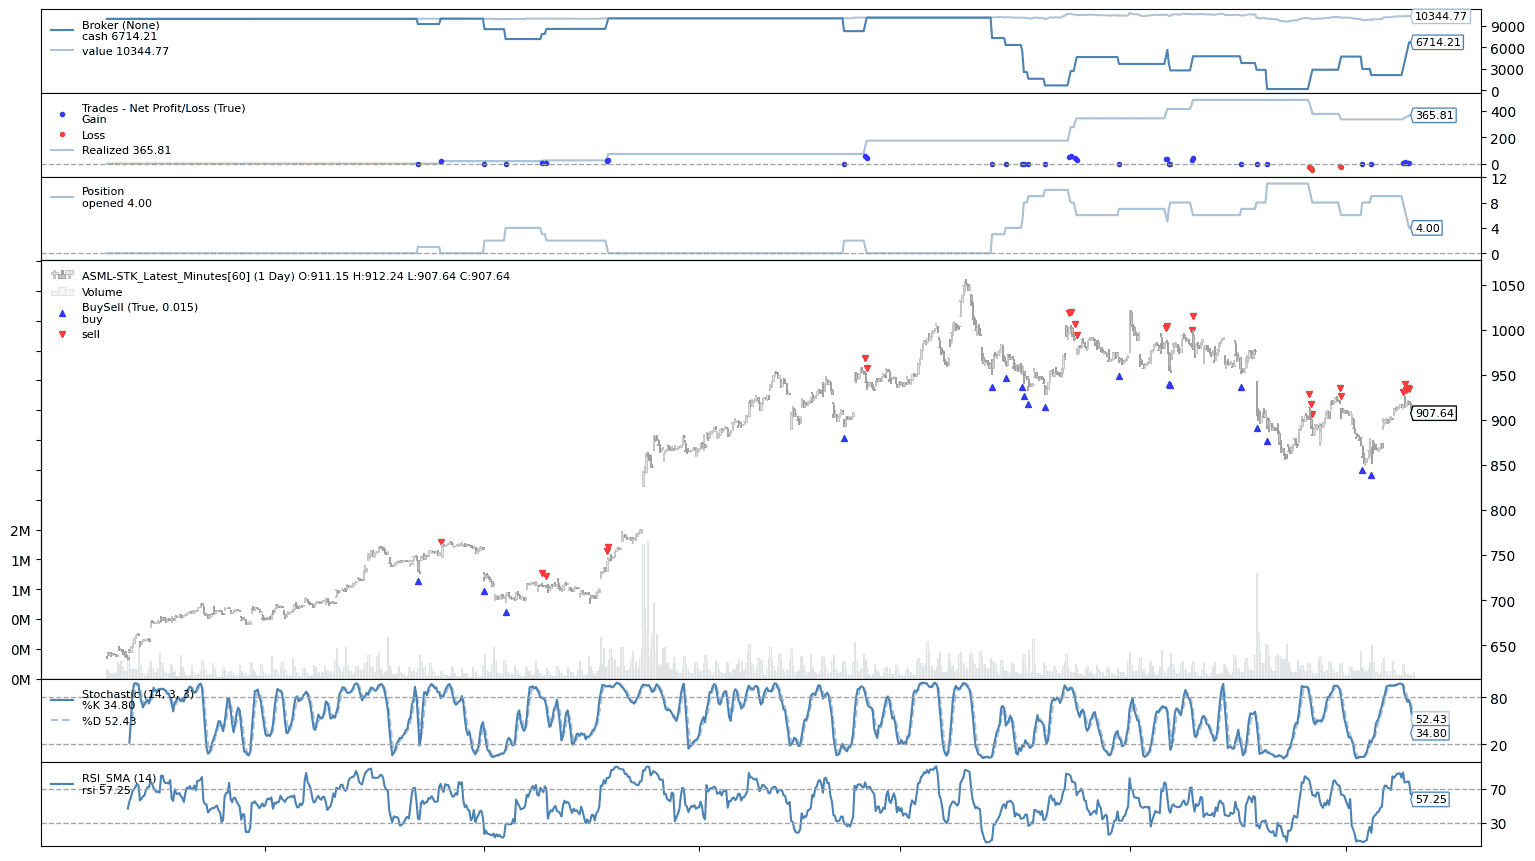 Broker (None)
cash 6714.21
value 10344.77
10344.77
9000
6714.21
6000
3000
0
Trades - Net Profit/Loss (True)
Gain
Loss
Realized 365.81
400
365.81
200
0
Position
opened 4.00
12
8
4.00
4
0
ASML-STK_Latest_Minutes[60] (1 Day) O:911.15 H:912.24 L:907.64 C:907.64
Volume
BuySell (True, 0.015)
buy
sell
1050
1000
950
907.64
900
850
800
750
700
650
2M
1M
1M
0M
0M
0M
Stochastic (14, 3, 3)
%K 34.80
%D 52.43
80
52.43
34.80
20
RSI_SMA (14)
rsi 57.25
70
57.25
30